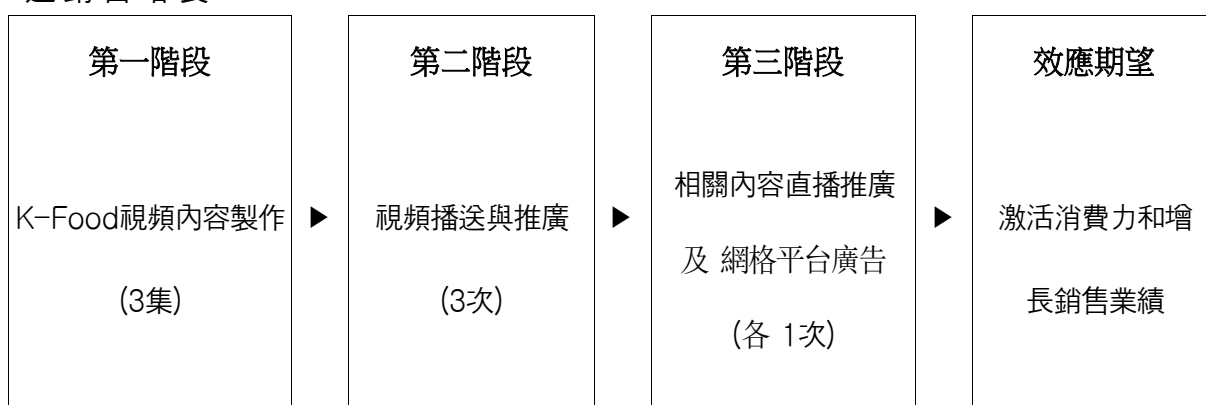 第一階段
K-Food視頻內容製作
(3集)
▶
第二階段
視頻播送與推廣
(3次)
▶
第三階段
相關內容直播推廣
及 網格平台廣告
(各 1次)
▶
效應期望
激活消費力和增
長銷售業績